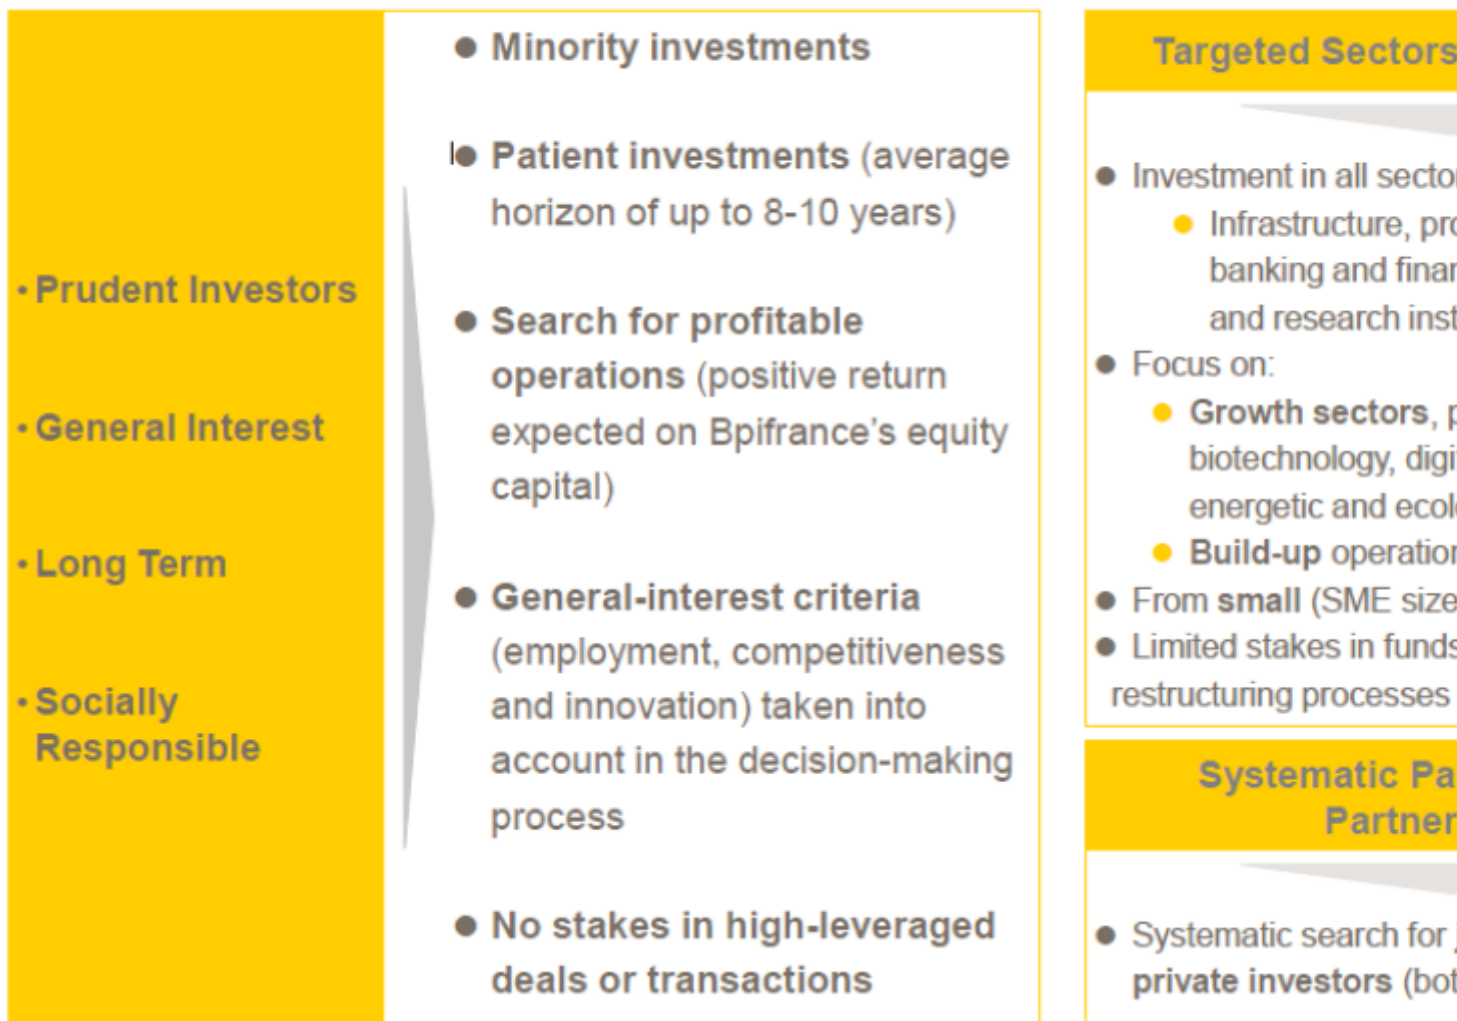 • Prudent Investors
• General Interest
• Long Term
• Socially
Responsible
● Minority investments
● Patient investments (average
horizon of up to 8-10 years)
● Search for profitable
operations (positive return
expected on Bpifrance’s equity
capital)
● General-interest criteria
(employment, competitiveness
and innovation) taken into
account in the decision-making
process
● No stakes in high-leveraged
deals or transactions
Targeted Sectors
● Investment in all
● Infrastructure,
banking and
and research
● Focus on:
● Growth sectors,
biotechnology,
energetic and
● Build-up
● From small (SME size
● Limited stakes in funds
restructuring processes
Systematic
● Systematic search for
private investors